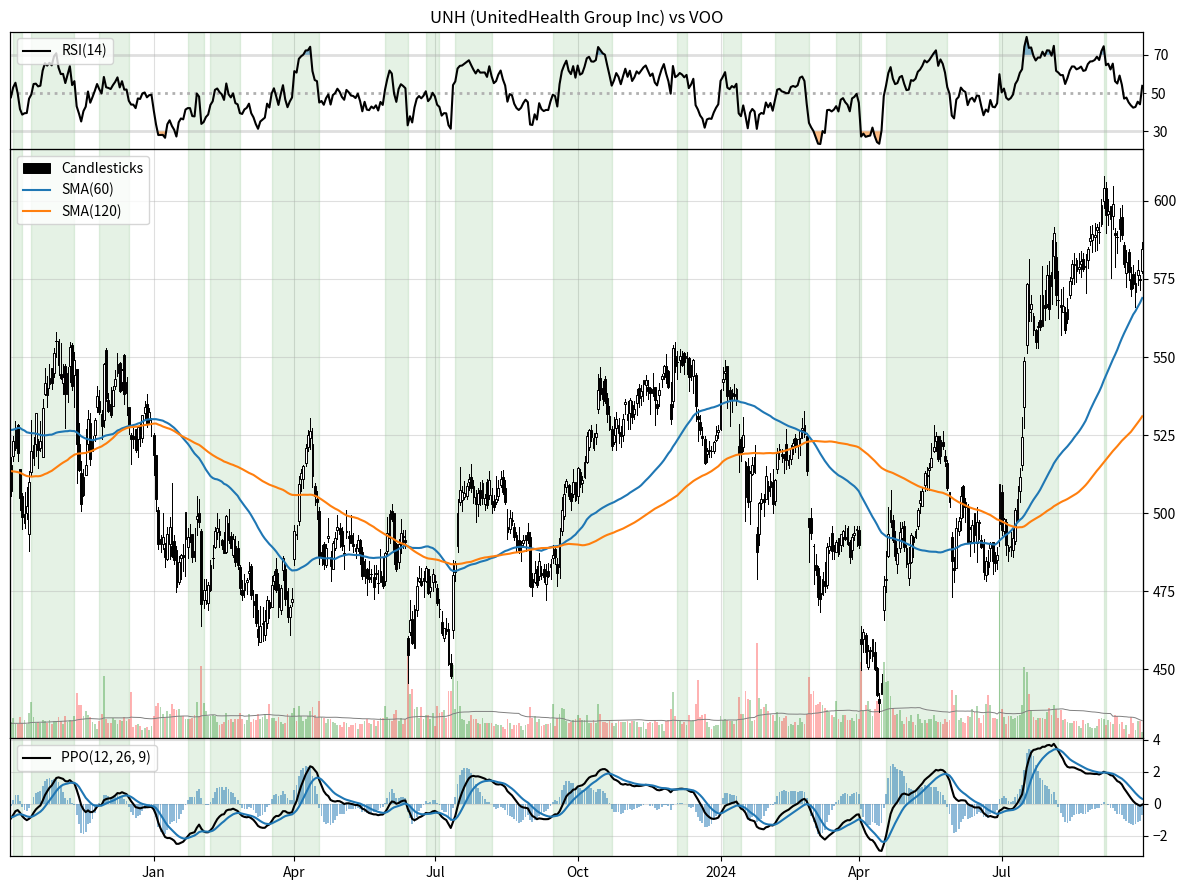 UNH (UnitedHealth Group Inc) vs VOO
RSI(14)
70
50
30
Candlesticks
SMA(60)
SMA(120)
600
575
550
525
500
475
450
PPO(12, 26, 9)
4
2
0
−2
Jan Apr Jul Oct 2024 Apr Jul